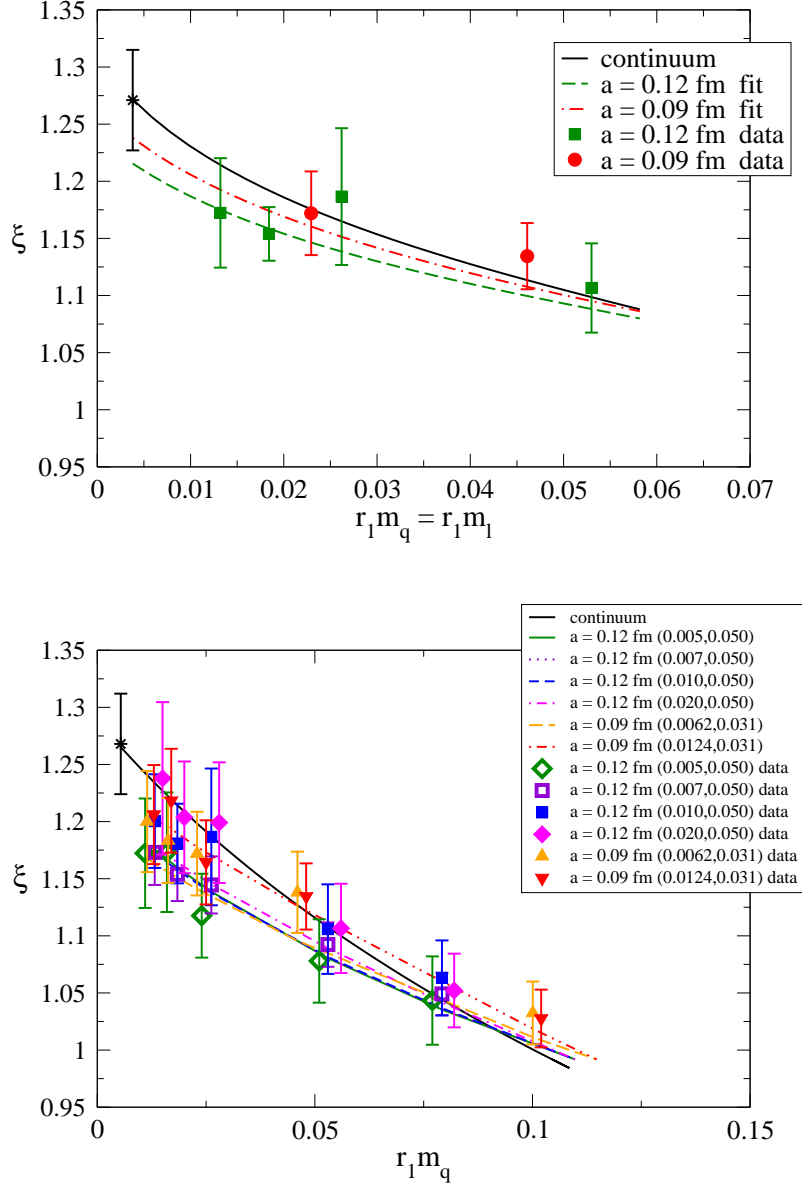 1.35
1.3
1.25
1.2
1.15
1.1
1.05
1
0.95
ξ
0
0.01
0.02
0.03
0.04
0.05
0.06
0.07
r₁m_q = r₁m_l
continuum
a = 0.12 fm fit
a = 0.09 fm fit
a = 0.12 fm data
a = 0.09 fm data
continuum
a = 0.12 fm (0.005,0.050)
a = 0.12 fm (0.007,0.050)
a = 0.12 fm (0.010,0.050)
a = 0.12 fm (0.020,0.050)
a = 0.09 fm (0.0062,0.031)
a = 0.09 fm (0.0124,0.031)
a = 0.12 fm (0.005,0.050) data
a = 0.12 fm (0.007,0.050) data
a = 0.12 fm (0.010,0.050) data
a = 0.12 fm (0.020,0.050) data
a = 0.09 fm (0.0062,0.031) data
a = 0.09 fm (0.0124,0.031) data
1.35
1.3
1.25
1.2
1.15
1.1
1.05
1
0.95
ξ
0
0.05
0.1
0.15
r₁m_q